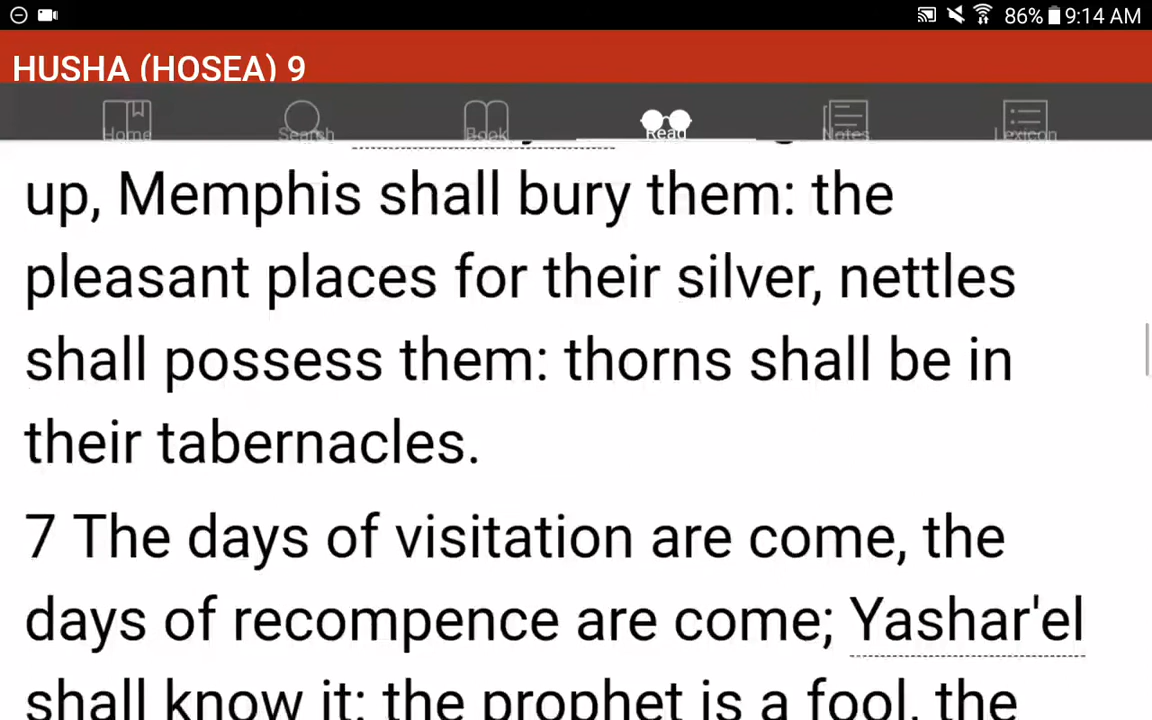 86% 9:14 AM
HUSHA (HOSEA) 9
Home Search Book Read Notes Lexicon
up, Memphis shall bury them: the
pleasant places for their silver, nettles
shall possess them: thorns shall be in
their tabernacles.
7 The days of visitation are come, the
days of recompence are come; Yashar'el
shall know it: the prophet is a fool, the